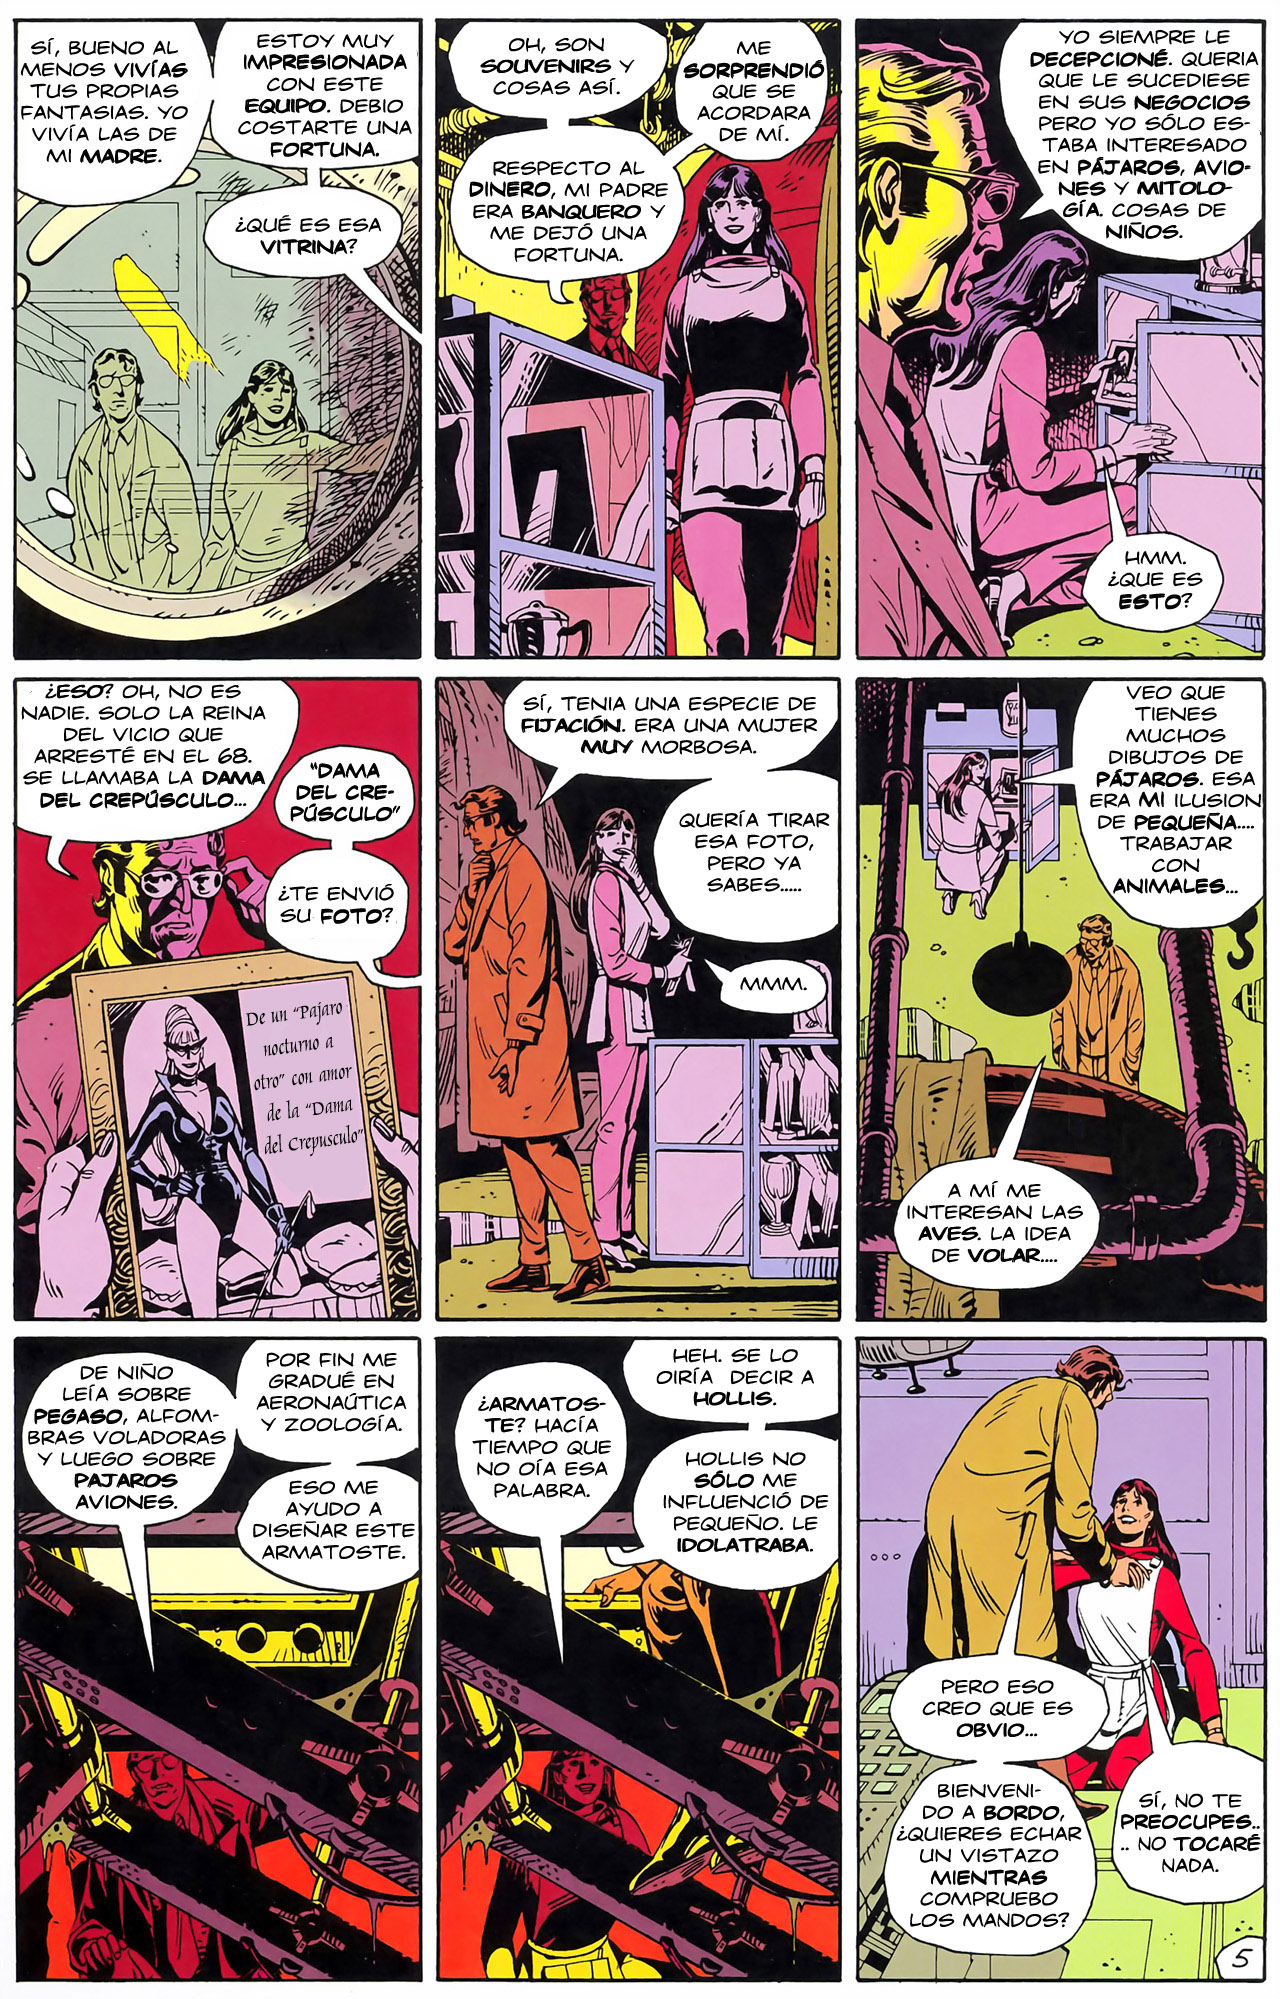 SÍ, BUENO AL
MENOS VIVÍAS
TUS PROPIAS
FANTASIAS. YO
VIVÍA LAS DE
MI MADRE.
ESTOY MUY
IMPRESIONADA
CON ESTE
EQUIPO. DEBIO
COSTARTE UNA
FORTUNA.
¿QUÉ ES ESA
VITRINA?
OH, SON
SOUVENIRS Y
COSAS ASÍ.
ME
SORPRENDIÓ
QUE SE
ACORDARA
DE MÍ.
RESPECTO AL
DINERO, MI PADRE
ERA BANQUERO Y
ME DEJÓ UNA
FORTUNA.
YO SIEMPRE LE
DECEPCIONÉ. QUERIA
QUE LE SUCEDIESE
EN SUS NEGOCIOS
PERO YO SÓLO ES-
TABA INTERESADO
EN PÁJAROS, AVIO-
NES Y MITOLO-
GÍA. COSAS DE
NIÑOS.
HMM.
¿QUE ES
ESTO?
¿ESO? OH, NO ES
NADIE. SOLO LA REINA
DEL VICIO QUE
ARRESTÉ EN EL 68.
SE LLAMABA LA DAMA
DEL CREPÚSCULO...
"DAMA
DEL CRE-
PÚSCULO"
¿TE ENVIÓ
SU FOTO?
De un "Pajaro
nocturno a
otro" con amor
de la "Dama
del Crepusculo"
SÍ, TENIA UNA ESPECIE DE
FIJACIÓN. ERA UNA MUJER
MUY MORBOSA.
QUERÍA TIRAR
ESA FOTO,
PERO YA
SABES.....
MMM.
VEO QUE
TIENES
MUCHOS
DIBUJOS DE
PÁJAROS. ESA
ERA MI ILUSION
DE PEQUEÑA....
TRABAJAR
CON
ANIMALES...
A MÍ ME
INTERESAN LAS
AVES. LA IDEA
DE VOLAR....
DE NIÑO
LEÍA SOBRE
PEGASO, ALFOM-
BRAS VOLADORAS
Y LUEGO SOBRE
PAJAROS
AVIONES.
POR FIN ME
GRADUÉ EN
AERONAÚTICA
Y ZOOLOGÍA.
ESO ME
AYUDO A
DISEÑAR ESTE
ARMATOSTE.
¿ARMATOS-
TE? HACÍA
TIEMPO QUE
NO OÍA ESA
PALABRA.
HEH. SE LO
OIRÍA DECIR A
HOLLIS.
HOLLIS NO
SÓLO ME
INFLUENCIÓ DE
PEQUEÑO. LE
IDOLATRABA.
PERO ESO
CREO QUE ES
OBVIO...
BIENVENI-
DO A BORDO,
¿QUIERES ECHAR
UN VISTAZO
MIENTRAS
COMPRUEBO
LOS MANDOS?
SÍ, NO TE
PREOCUPES..
.. NO TOCARÉ
NADA.
5